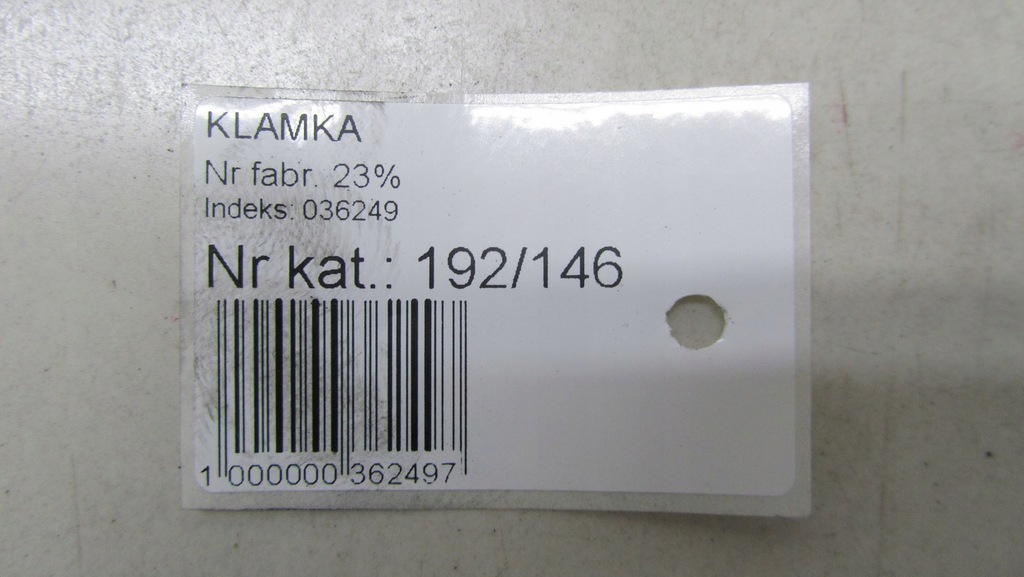 KLAMKA
Nr fabr. 23%
Indeks: 036249
Nr kat.: 192/146
1 000000 362497